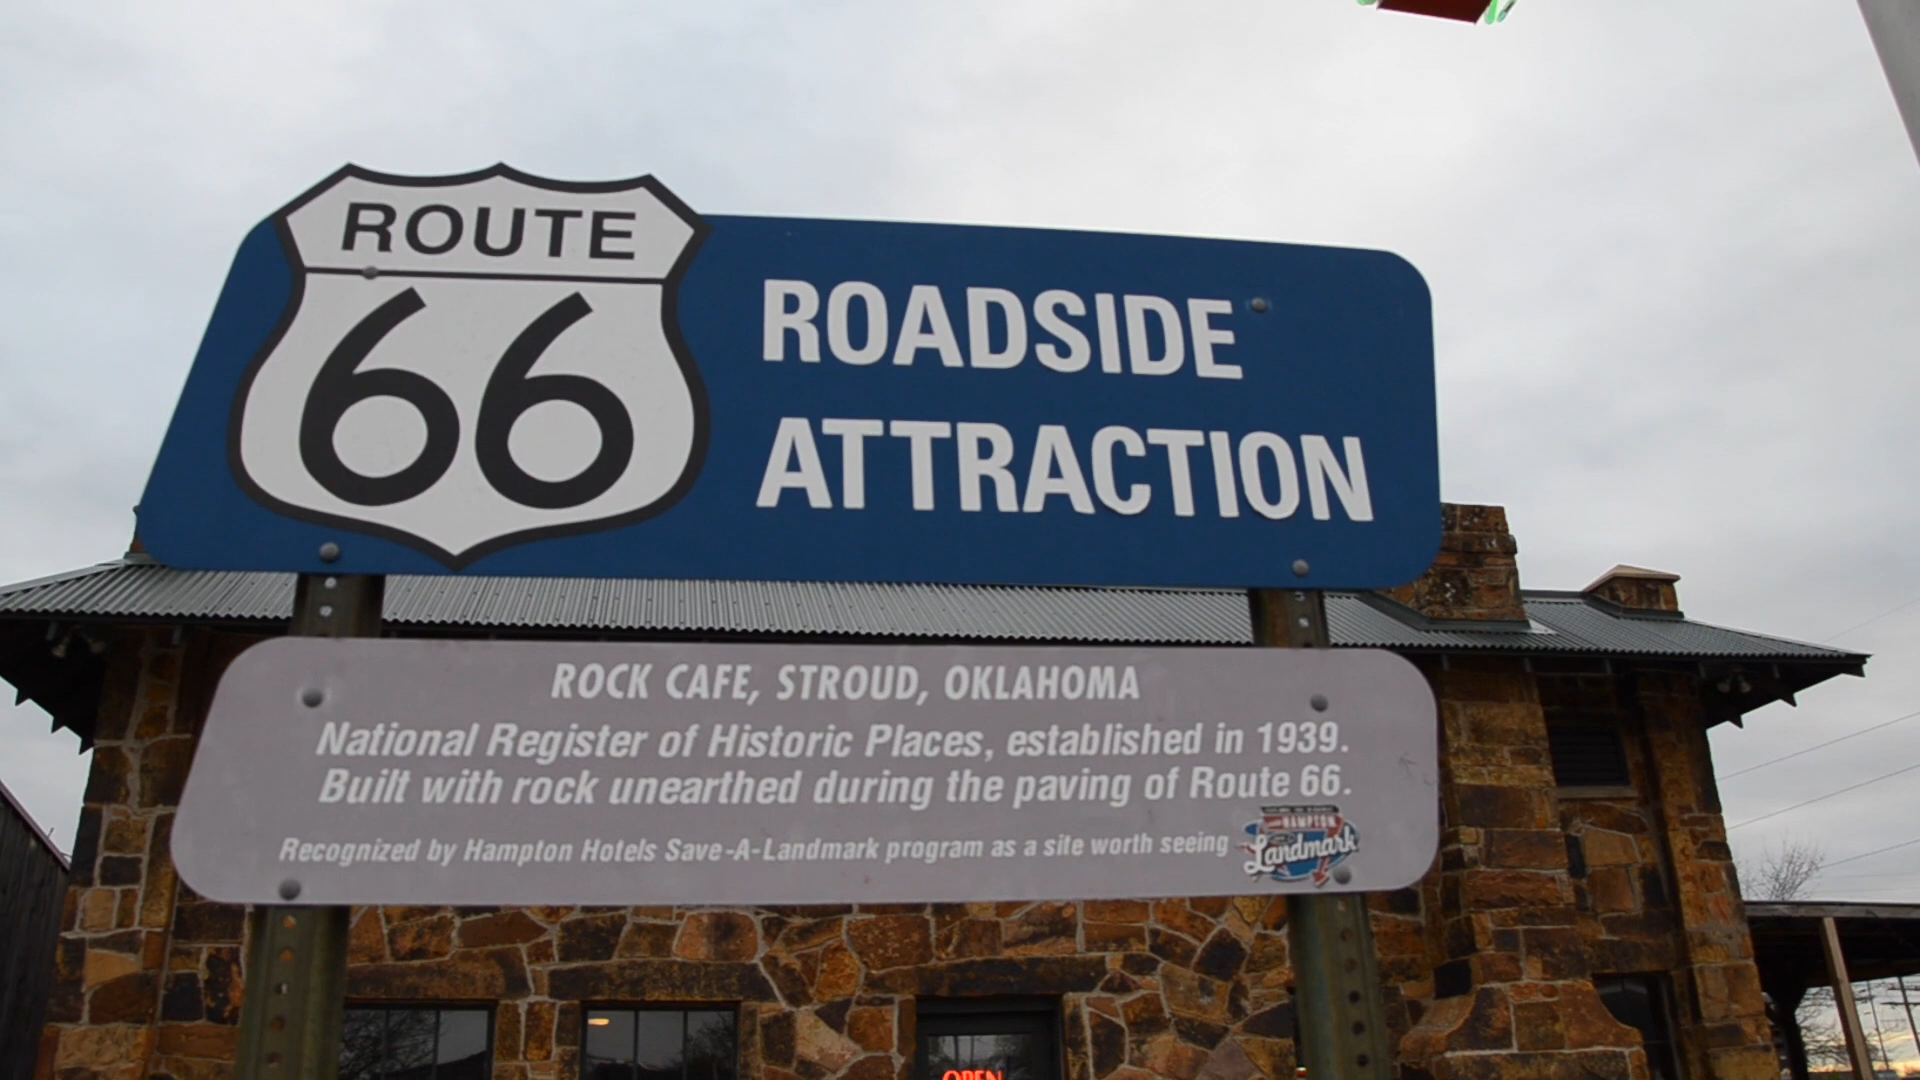 ROUTE
66
ROADSIDE
ATTRACTION
ROCK CAFE, STROUD, OKLAHOMA
National Register of Historic Places, established in 1939.
Built with rock unearthed during the paving of Route 66.
Recognized by Hampton Hotels Save-A-Landmark program as a site worth seeing
HAMPTON
Landmark
OPEN